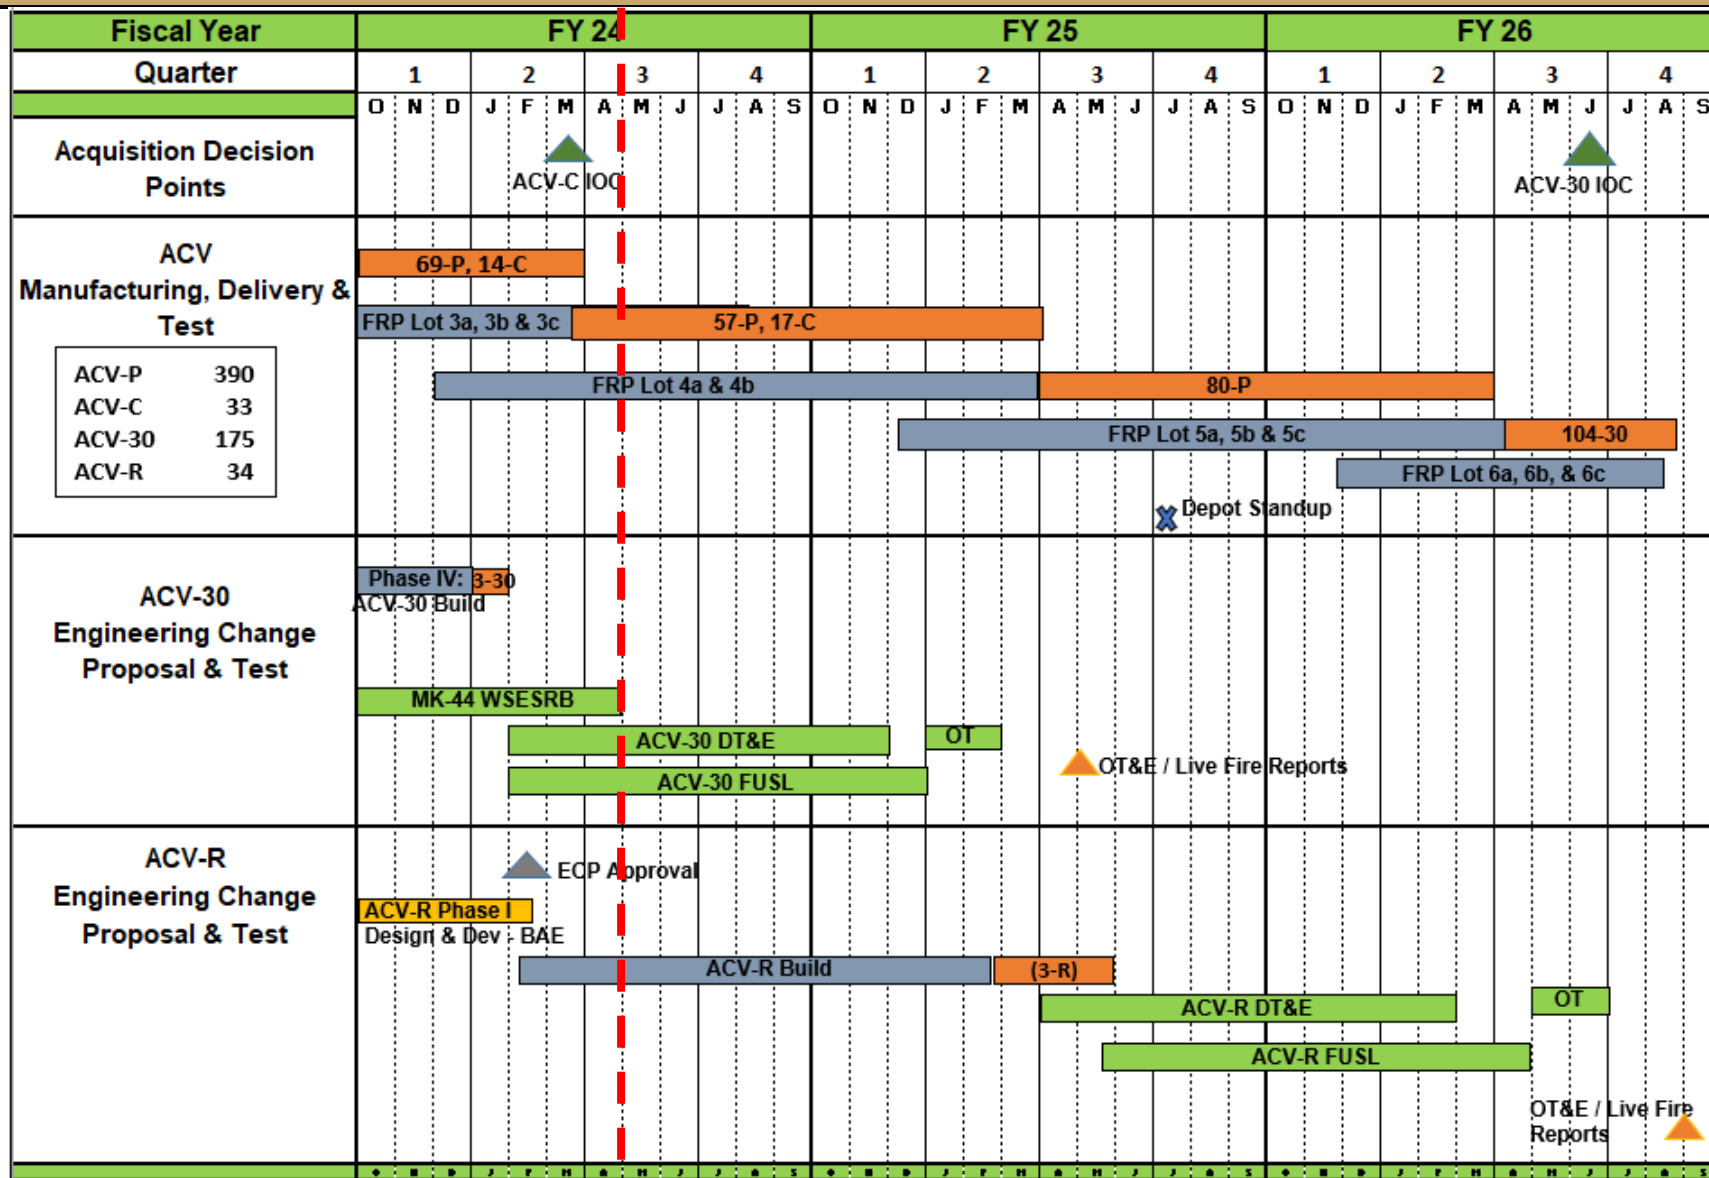 Fiscal Year FY 24 FY 25 FY 26
Quarter 1 2 3 4 1 2 3 4 1 2 3 4
O N D J F M A M J J A S O N D J F M A M J J A S O N D J F M A M J J A S
Acquisition Decision
Points
ACV-C IOC
ACV-30 IOC
ACV
Manufacturing, Delivery &
Test
69-P, 14-C
FRP Lot 3a, 3b & 3c
57-P, 17-C
ACV-P 390
ACV-C 33
ACV-30 175
ACV-R 34
FRP Lot 4a & 4b
80-P
FRP Lot 5a, 5b & 5c
104-30
FRP Lot 6a, 6b, & 6c
Depot Standup
ACV-30
Engineering Change
Proposal & Test
Phase IV:
3-30
ACV-30 Build
MK-44 WSESRB
ACV-30 DT&E
OT
ACV-30 FUSL
OT&E / Live Fire Reports
ACV-R
Engineering Change
Proposal & Test
ECP Approval
ACV-R Phase I
Design & Dev - BAE
ACV-R Build
(3-R)
ACV-R DT&E
OT
ACV-R FUSL
OT&E / Live Fire
Reports
O N D J F M A M J J A S O N D J F M A M J J A S O N D J F M A M J J A S